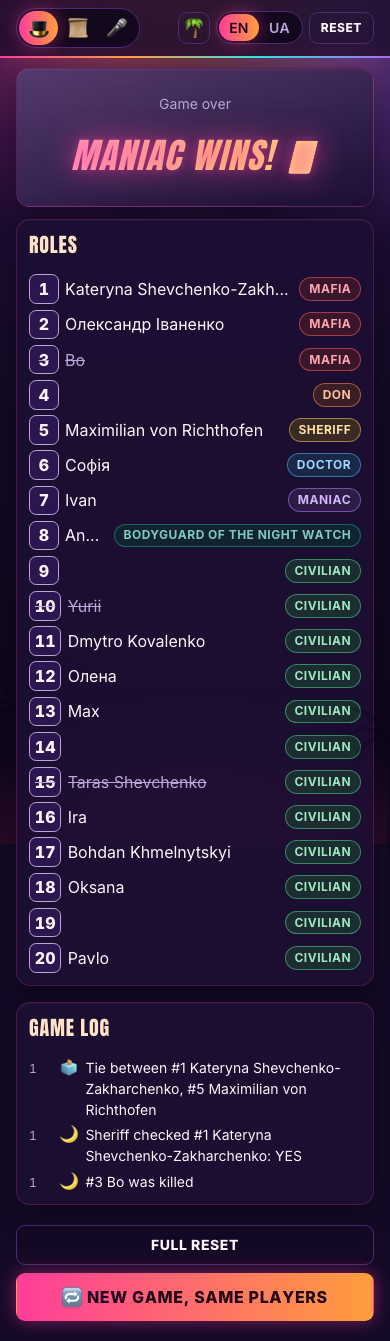 EN UA RESET
Game over
MANIAC WINS!
ROLES
1 Kateryna Shevchenko-Zakh... MAFIA
2 Олександр Іваненко MAFIA
3 Bo MAFIA
4 DON
5 Maximilian von Richthofen SHERIFF
6 Софія DOCTOR
7 Ivan MANIAC
8 An... BODYGUARD OF THE NIGHT WATCH
9 CIVILIAN
10 Yurii CIVILIAN
11 Dmytro Kovalenko CIVILIAN
12 Олена CIVILIAN
13 Max CIVILIAN
14 CIVILIAN
15 Taras Shevchenko CIVILIAN
16 Ira CIVILIAN
17 Bohdan Khmelnytskyi CIVILIAN
18 Oksana CIVILIAN
19 CIVILIAN
20 Pavlo CIVILIAN
GAME LOG
1 Tie between #1 Kateryna Shevchenko-
Zakharchenko, #5 Maximilian von
Richthofen
1 Sheriff checked #1 Kateryna
Shevchenko-Zakharchenko: YES
1 #3 Bo was killed
FULL RESET
NEW GAME, SAME PLAYERS